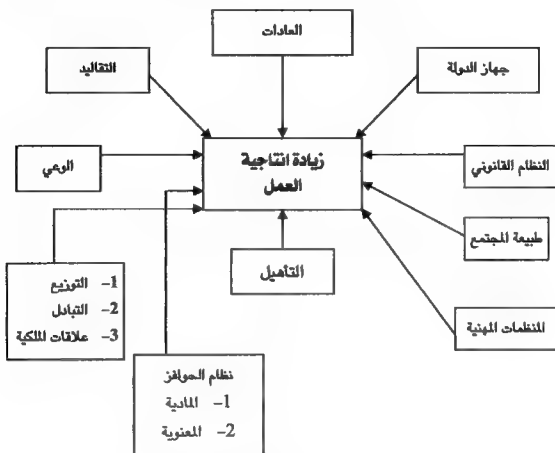 العادات
جهاز الدولة
التقاليد
زيادة انتاجية
العمل
النظام القانوني
الوعي
طبيعة المجتمع
التأهيل
1- التوزيع
2- التبادل
3- علاقات الملكية
المنظمات المهنية
نظام الحوافز
1- المادية
2- المعنوية